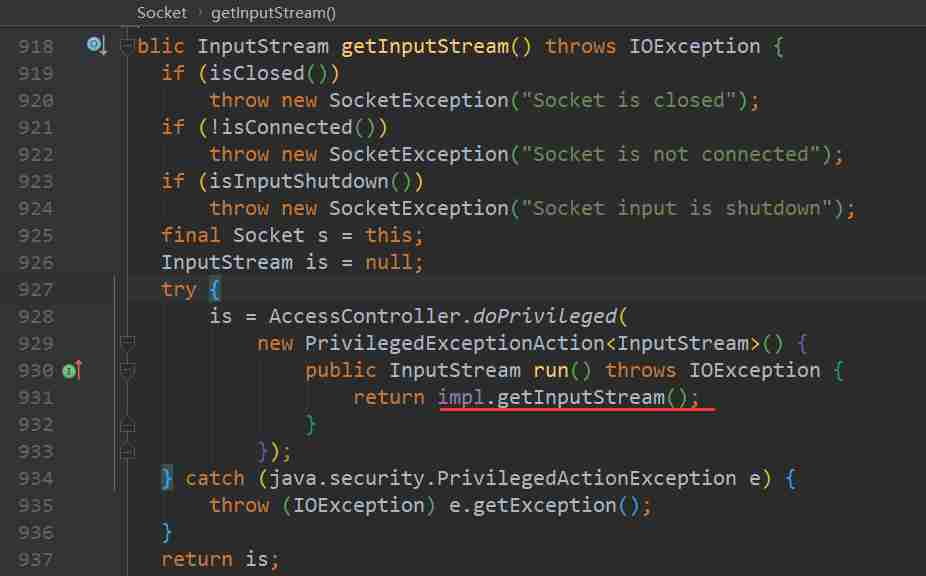 Socket › getInputStream()
918 blic InputStream getInputStream() throws IOException {
919 if (isClosed())
920 throw new SocketException("Socket is closed");
921 if (!isConnected())
922 throw new SocketException("Socket is not connected");
923 if (isInputShutdown())
924 throw new SocketException("Socket input is shutdown");
925 final Socket s = this;
926 InputStream is = null;
927 try {
928 is = AccessController.doPrivileged(
929 new PrivilegedExceptionAction<InputStream>() {
930 public InputStream run() throws IOException {
931 return impl.getInputStream();
932 }
933 });
934 } catch (java.security.PrivilegedActionException e) {
935 throw (IOException) e.getException();
936 }
937 return is;